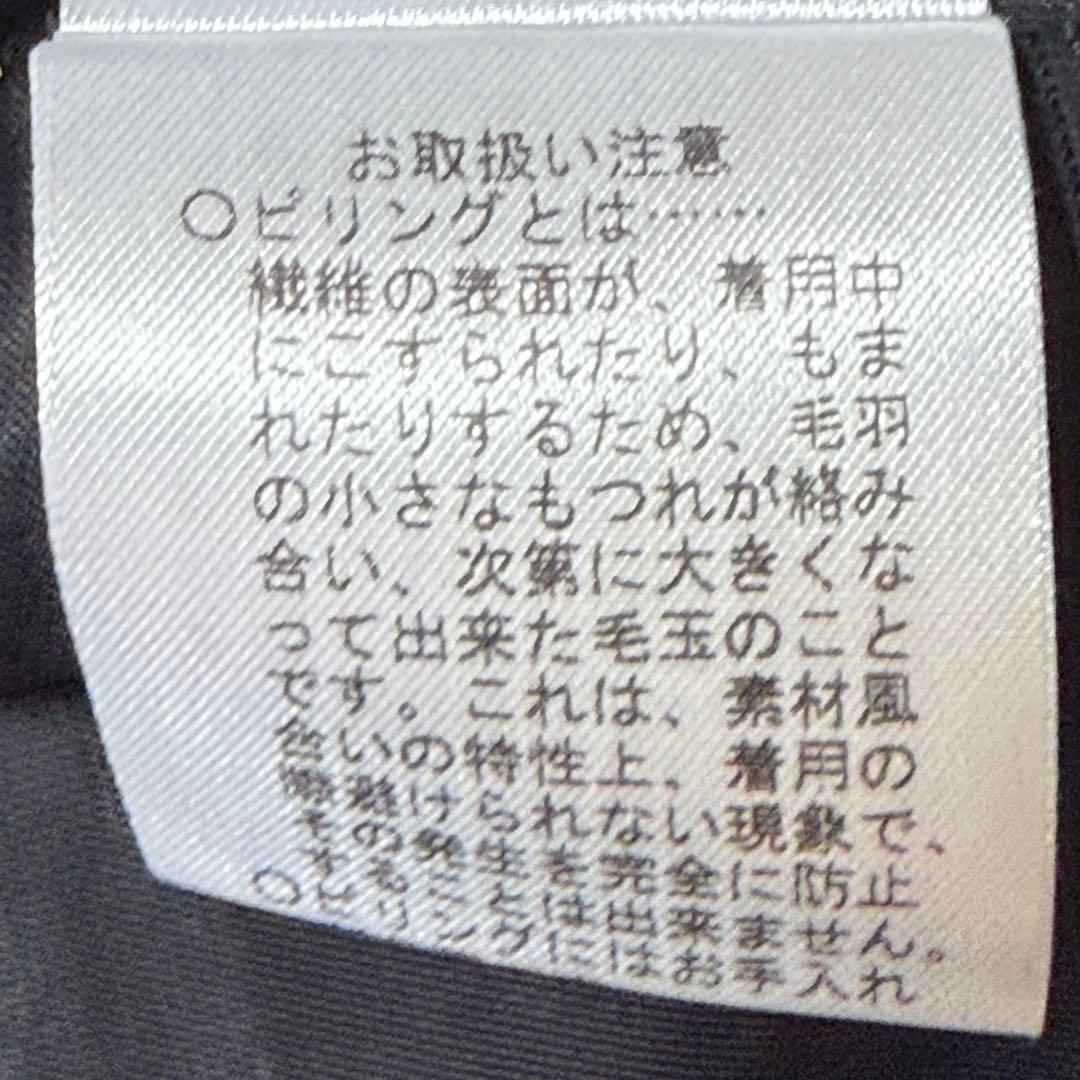 お取扱い注意
○ピリングとは……
繊維の表面が、着用中
にこすられたり、もま
れたりするため、毛羽
の小さなもつれが絡み
合い、次第に大きくな
って出来た毛玉のこと
です。これは、素材風
合いの特性上、着用の
際避けられない現象で、
の発生を完全に防止
とは出来ません。
ングにはお手入れ